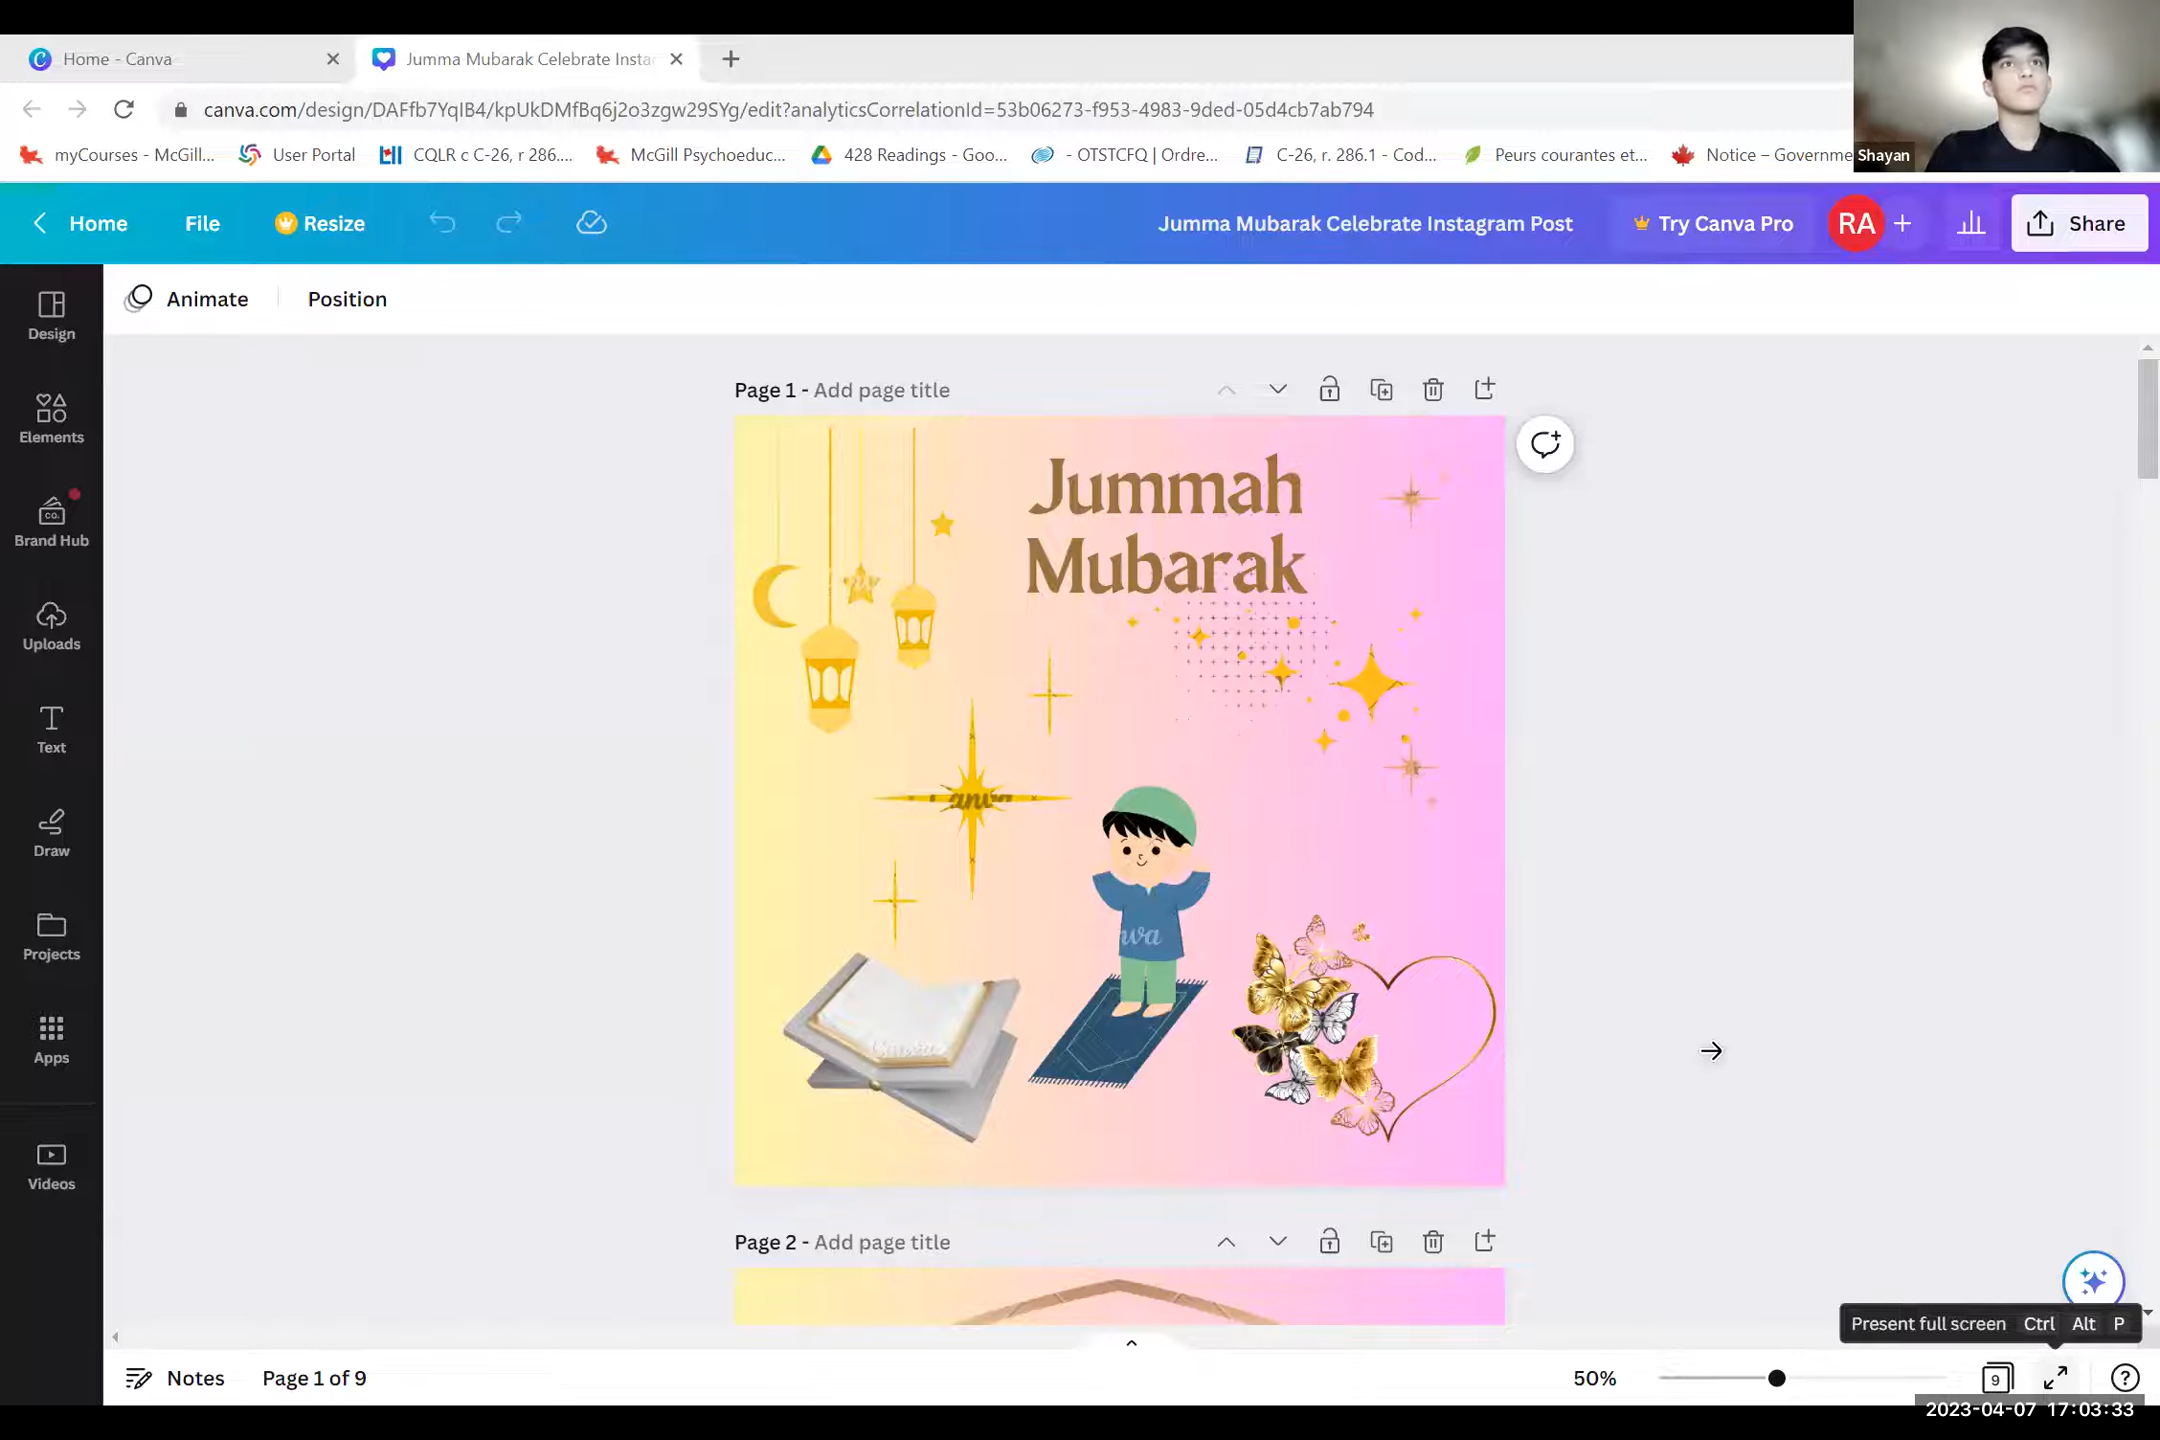 Home - Canva
Jumma Mubarak Celebrate Insta
canva.com/design/DAFfb7YqIB4/kpUkDMfBq6j2o3zgw29SYg/edit?analyticsCorrelationId=53b06273-f953-4983-9ded-05d4cb7ab794
myCourses - McGill...
User Portal
CQLR c C-26, r 286....
McGill Psychoeduc...
428 Readings - Goo...
- OTSTCFQ | Ordre...
C-26, r. 286.1 - Cod...
Peurs courantes et...
Notice – Governme
Shayan
Home
File
Resize
Jumma Mubarak Celebrate Instagram Post
Try Canva Pro
RA
Share
Animate
Position
Design
Elements
CO.
Brand Hub
Uploads
Text
Draw
Projects
Apps
Videos
Page 1 - Add page title
Jummah
Mubarak
Page 2 - Add page title
Present full screen Ctrl Alt P
Notes
Page 1 of 9
50%
9
2023-04-07 17:03:33